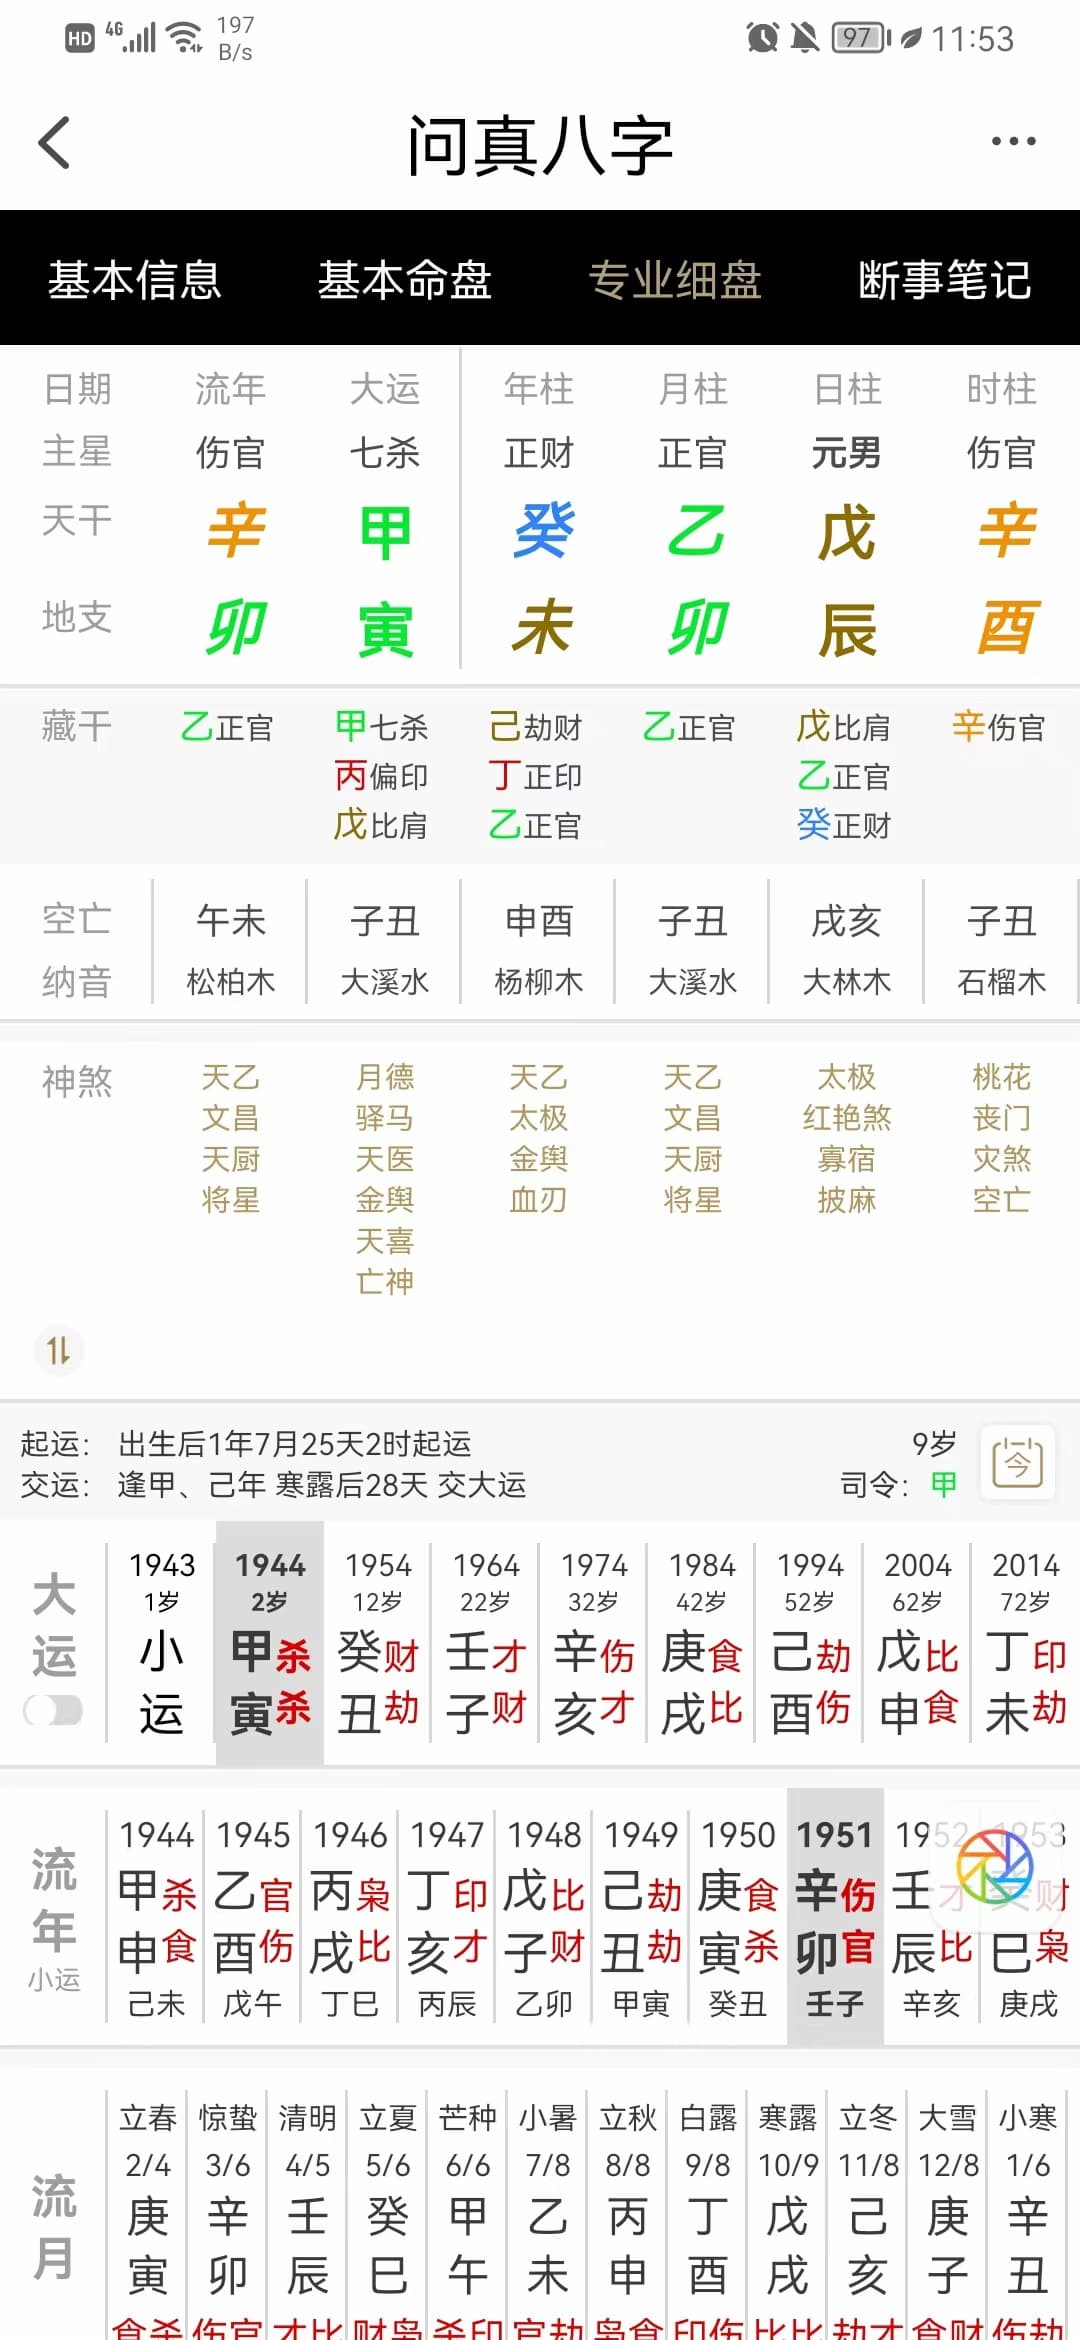 HD 4G 197 B/s 97 11:53
问真八字
基本信息 基本命盘 专业细盘 断事笔记
日期 流年 大运 年柱 月柱 日柱 时柱
主星 伤官 七杀 正财 正官 元男 伤官
天干 辛 甲 癸 乙 戊 辛
地支 卯 寅 未 卯 辰 酉
藏干 乙正官 甲七杀 己劫财 乙正官 戊比肩 辛伤官
丙偏印 丁正印 乙正官
戊比肩 乙正官 癸正财
空亡 午未 子丑 申酉 子丑 戌亥 子丑
纳音 松柏木 大溪水 杨柳木 大溪水 大林木 石榴木
神煞 天乙 月德 天乙 天乙 太极 桃花
文昌 驿马 太极 文昌 红艳煞 丧门
天厨 天医 金舆 天厨 寡宿 灾煞
将星 金舆 血刃 将星 披麻 空亡
天喜
亡神
起运: 出生后1年7月25天2时起运 9岁
交运: 逢甲、己年 寒露后28天 交大运 司令: 甲
今
大运
1943 1944 1954 1964 1974 1984 1994 2004 2014
1岁 2岁 12岁 22岁 32岁 42岁 52岁 62岁 72岁
小 甲杀 癸财 壬才 辛伤 庚食 己劫 戊比 丁印
运 寅杀 丑劫 子财 亥才 戌比 酉伤 申食 未劫
流年
小运
1944 1945 1946 1947 1948 1949 1950 1951 1952 1953
甲杀 乙官 丙枭 丁印 戊比 己劫 庚食 辛伤 壬才 癸财
申食 酉伤 戌比 亥才 子财 丑劫 寅杀 卯官 辰比 巳枭
己未 戊午 丁巳 丙辰 乙卯 甲寅 癸丑 壬子 辛亥 庚戌
流月
立春 惊蛰 清明 立夏 芒种 小暑 立秋 白露 寒露 立冬 大雪 小寒
2/4 3/6 4/5 5/6 6/6 7/8 8/8 9/8 10/9 11/8 12/8 1/6
庚 辛 壬 癸 甲 乙 丙 丁 戊 己 庚 辛
寅 卯 辰 巳 午 未 申 酉 戌 亥 子 丑
食杀 伤官 才比 财枭 杀印 官劫 枭食 印伤 比比 劫才 食财 伤劫